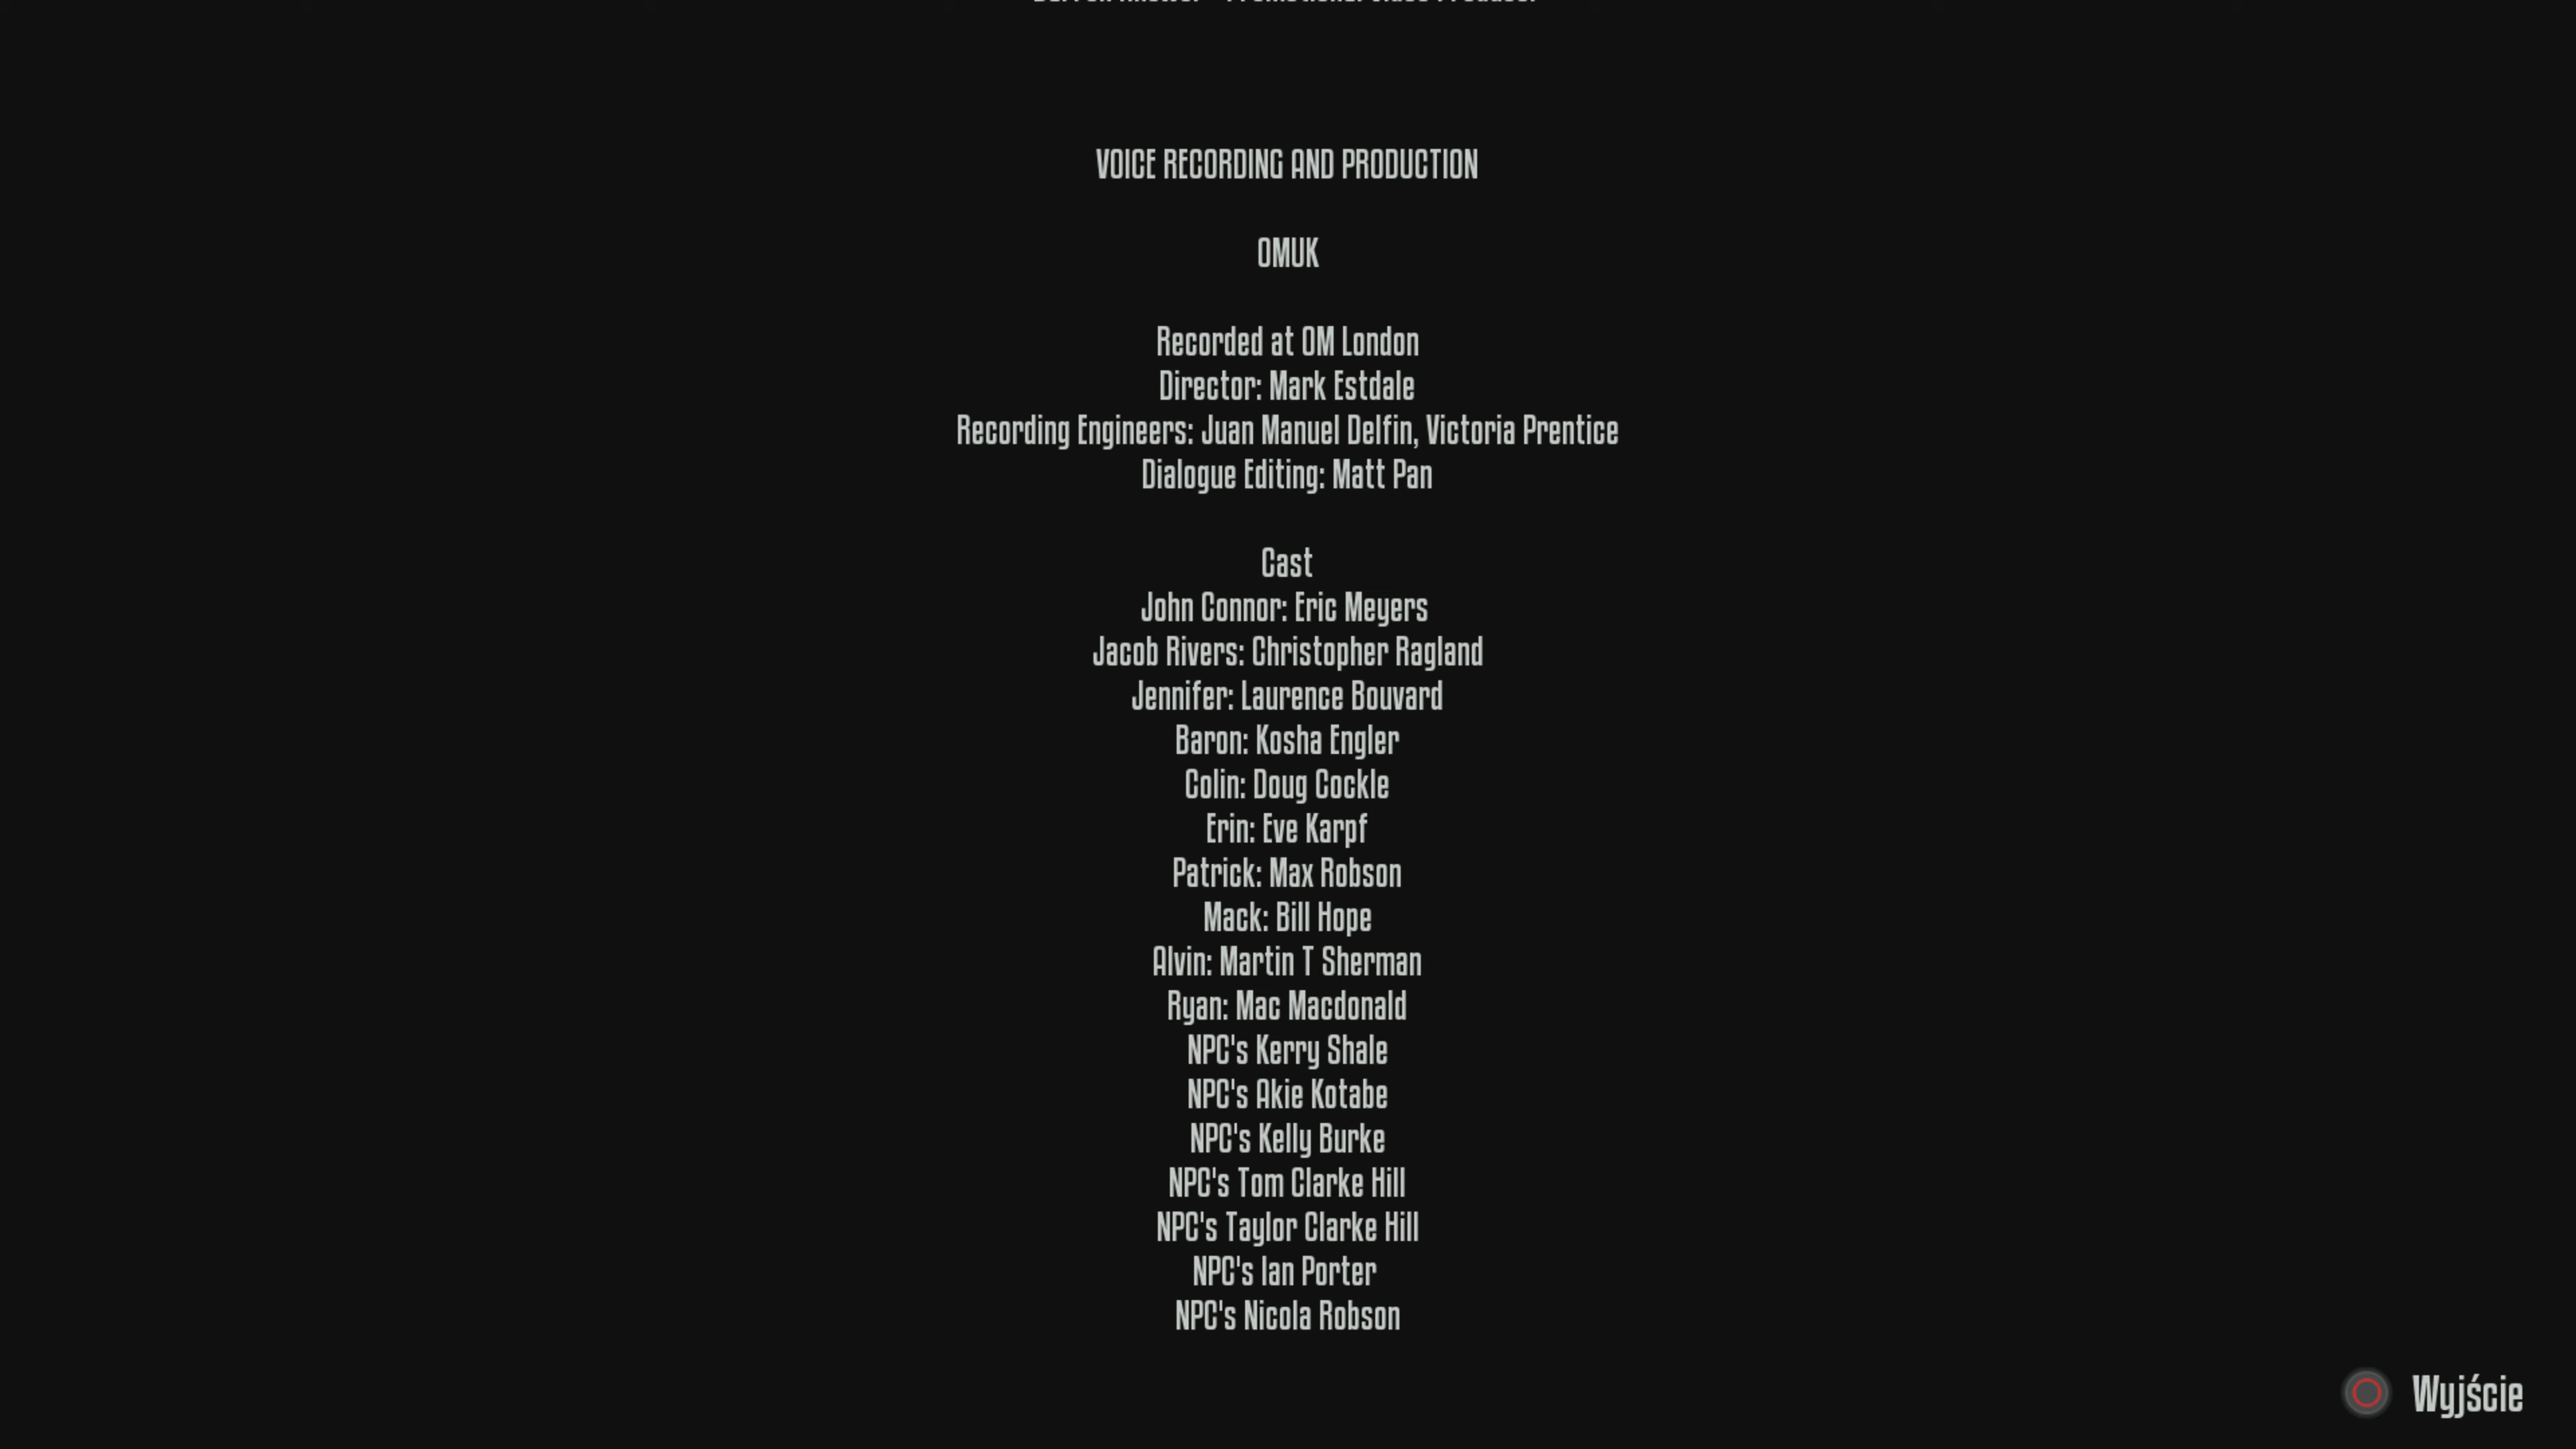 VOICE RECORDING AND PRODUCTION
OMUK
Recorded at OM London
Director: Mark Estdale
Recording Engineers: Juan Manuel Delfin, Victoria Prentice
Dialogue Editing: Matt Pan
Cast
John Connor: Eric Meyers
Jacob Rivers: Christopher Ragland
Jennifer: Laurence Bouvard
Baron: Kosha Engler
Colin: Doug Cockle
Erin: Eve Karpf
Patrick: Max Robson
Mack: Bill Hope
Alvin: Martin T Sherman
Ryan: Mac Macdonald
NPC's Kerry Shale
NPC's Akie Kotabe
NPC's Kelly Burke
NPC's Tom Clarke Hill
NPC's Taylor Clarke Hill
NPC's Ian Porter
NPC's Nicola Robson
Wyjście